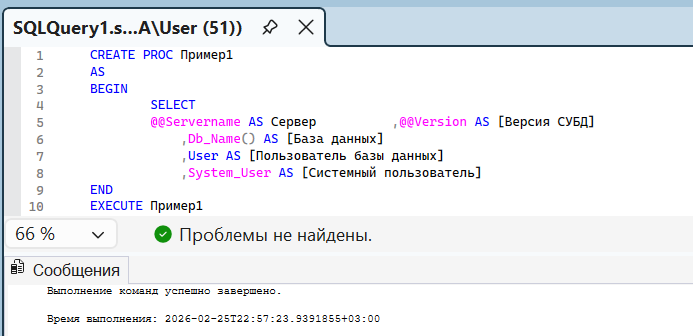 SQLQuery1.s...A\User (51))
1 CREATE PROC Пример1
2 AS
3 BEGIN
4 SELECT
5 @@Servername AS Сервер ,@@Version AS [Версия СУБД]
6 ,Db_Name() AS [База данных]
7 ,User AS [Пользователь базы данных]
8 ,System_User AS [Системный пользователь]
9 END
10 EXECUTE Пример1
66 %
Проблемы не найдены.
Сообщения
Выполнение команд успешно завершено.
Время выполнения: 2026-02-25T22:57:23.9391855+03:00